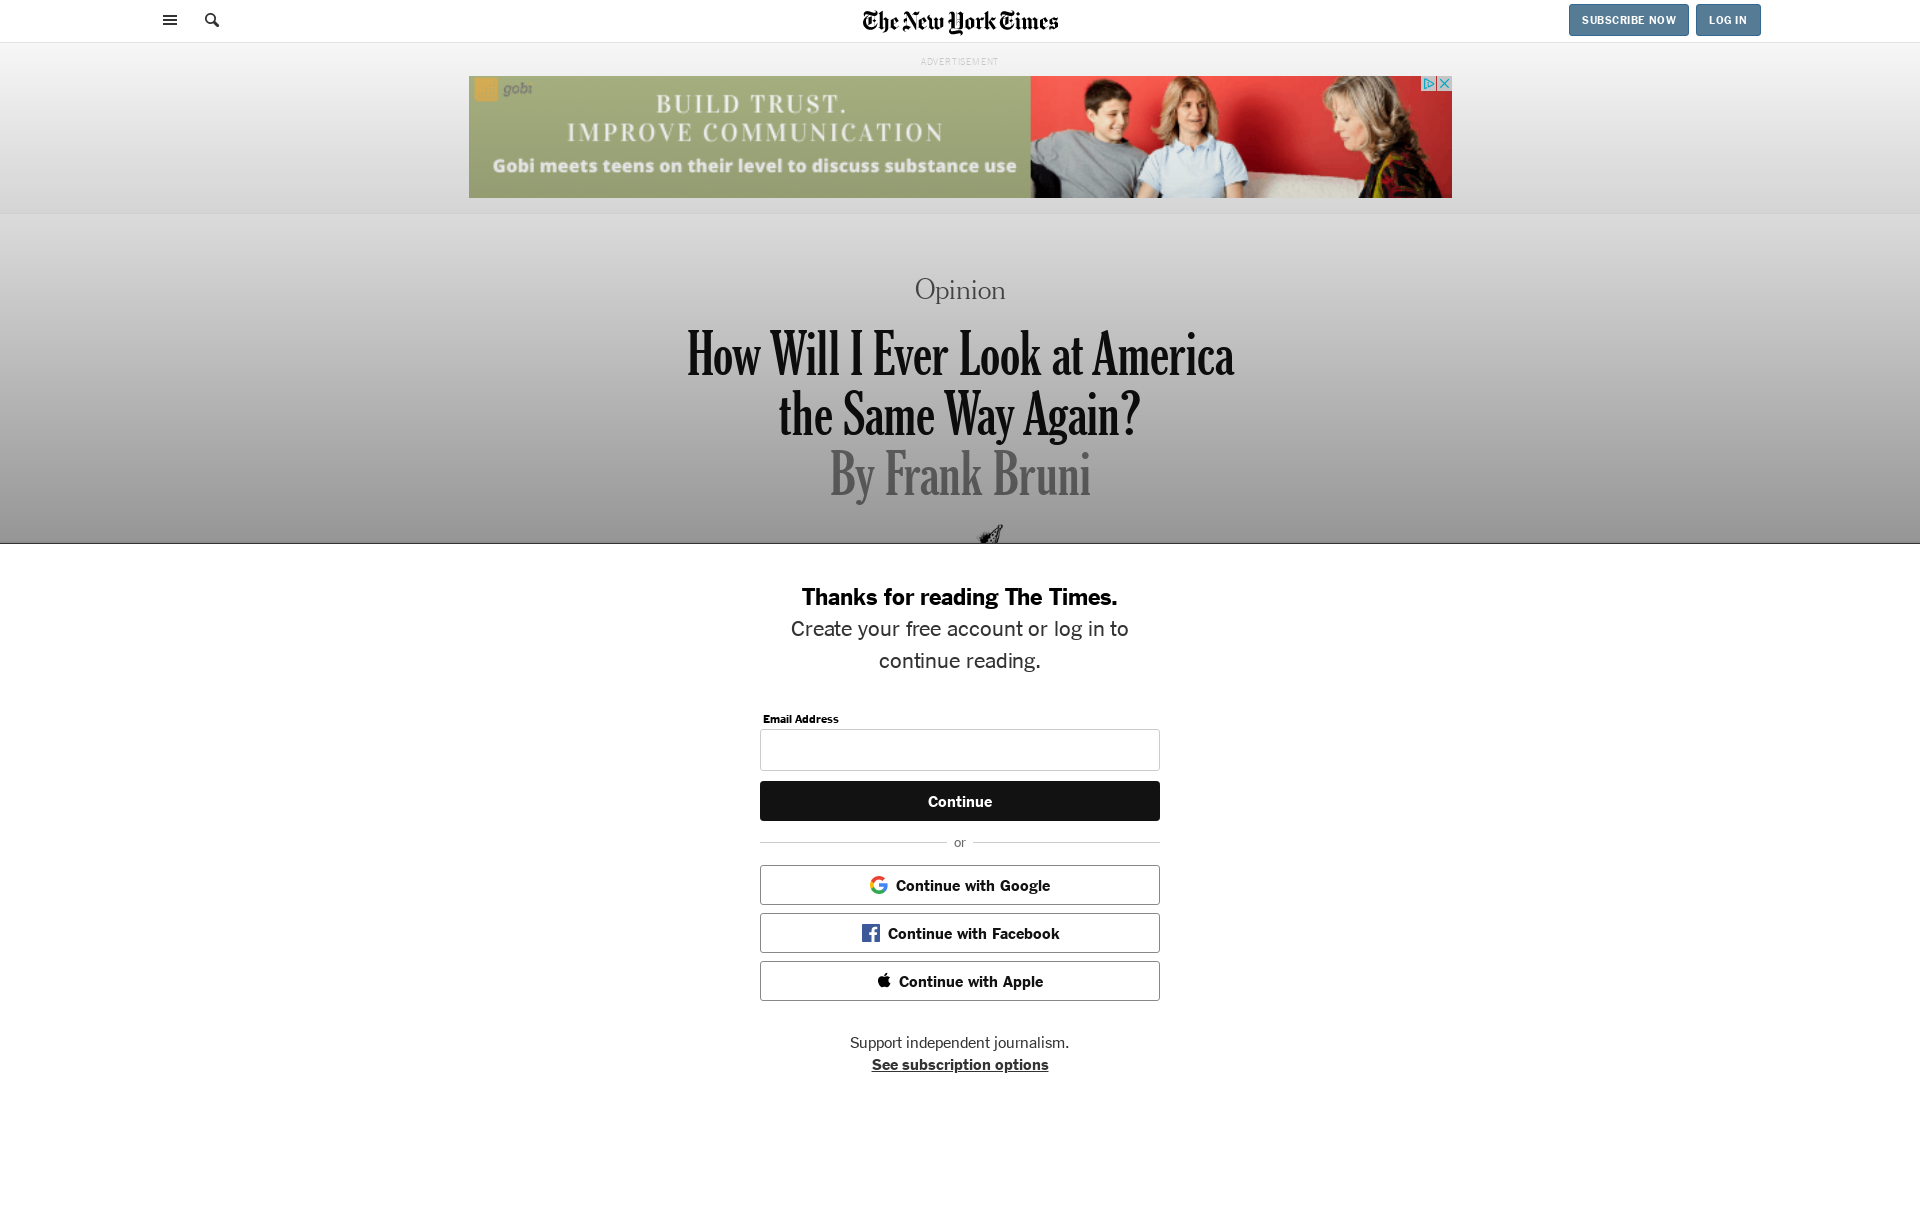 The New York Times
SUBSCRIBE NOW
LOG IN
ADVERTISEMENT
gobi
BUILD TRUST.
IMPROVE COMMUNICATION
Gobi meets teens on their level to discuss substance use
Opinion
How Will I Ever Look at America
the Same Way Again?
By Frank Bruni
Thanks for reading The Times.
Create your free account or log in to
continue reading.
Email Address
Continue
or
Continue with Google
Continue with Facebook
Continue with Apple
Support independent journalism.
See subscription options